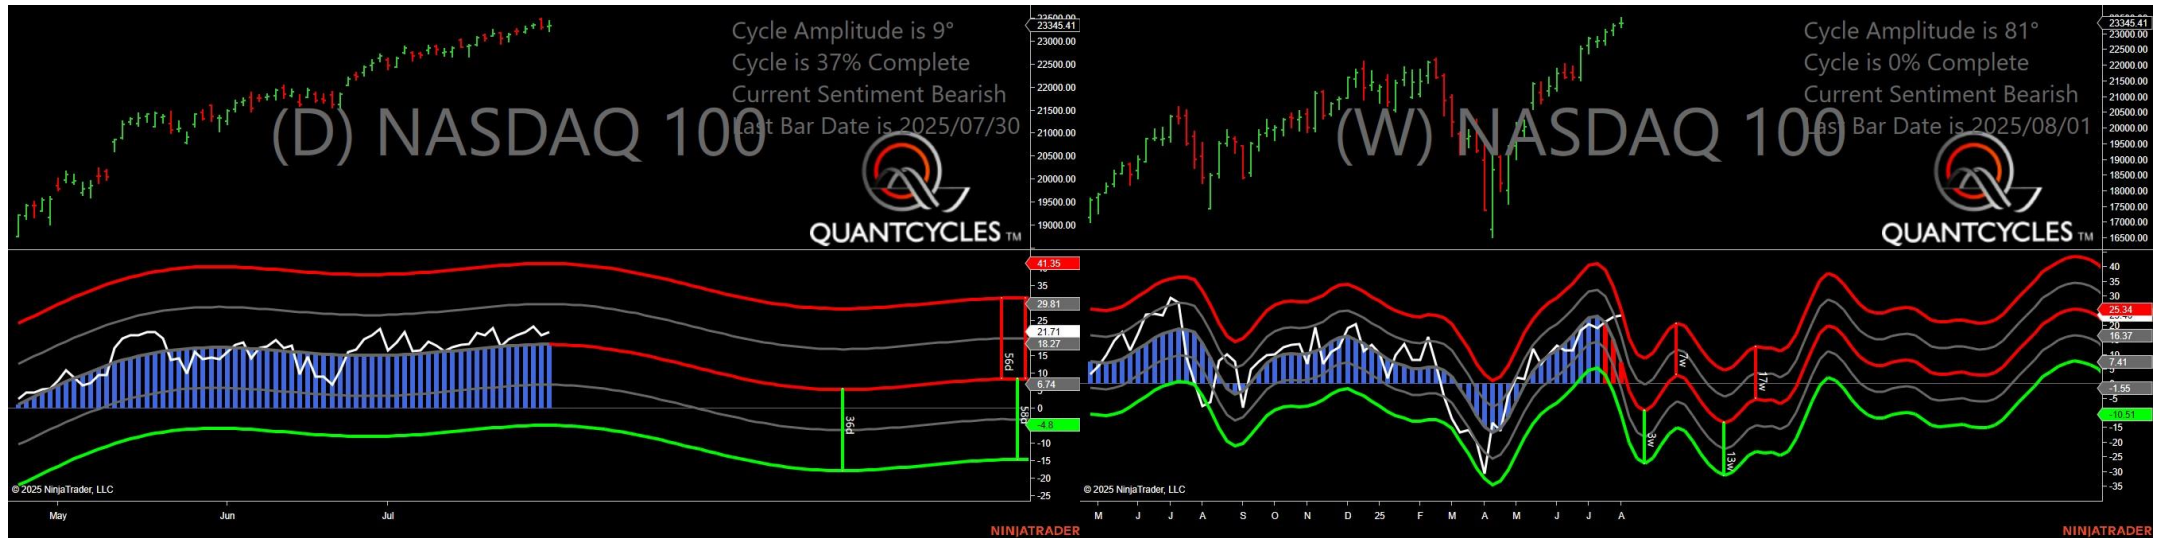 23500.00
23345.41
23000.00
22500.00
22000.00
21500.00
21000.00
20500.00
20000.00
19500.00
19000.00
Cycle Amplitude is 9°
Cycle is 37% Complete
Current Sentiment Bearish
Last Bar Date is 2025/07/30
(D) NASDAQ 100
QUANTCYCLES TM
41.35
35
29.81
25
21.71
18.27
15
10
6.74
0
-4.8
-10
-15
-20
-25
56d
36d
58d
© 2025 NinjaTrader, LLC
May Jun Jul
NINJATRADER
23345.41
23000.00
22500.00
22000.00
21500.00
21000.00
20500.00
20000.00
19500.00
19000.00
18500.00
18000.00
17500.00
17000.00
16500.00
Cycle Amplitude is 81°
Cycle is 0% Complete
Current Sentiment Bearish
Last Bar Date is 2025/08/01
(W) NASDAQ 100
QUANTCYCLES TM
40
35
30
25.34
20
16.37
7.41
-1.55
-5
-10.51
-15
-20
-25
-30
-35
7w
17w
3w
13w
© 2025 NinjaTrader, LLC
M J J A S O N D 25 F M A M J J A
NINJATRADER